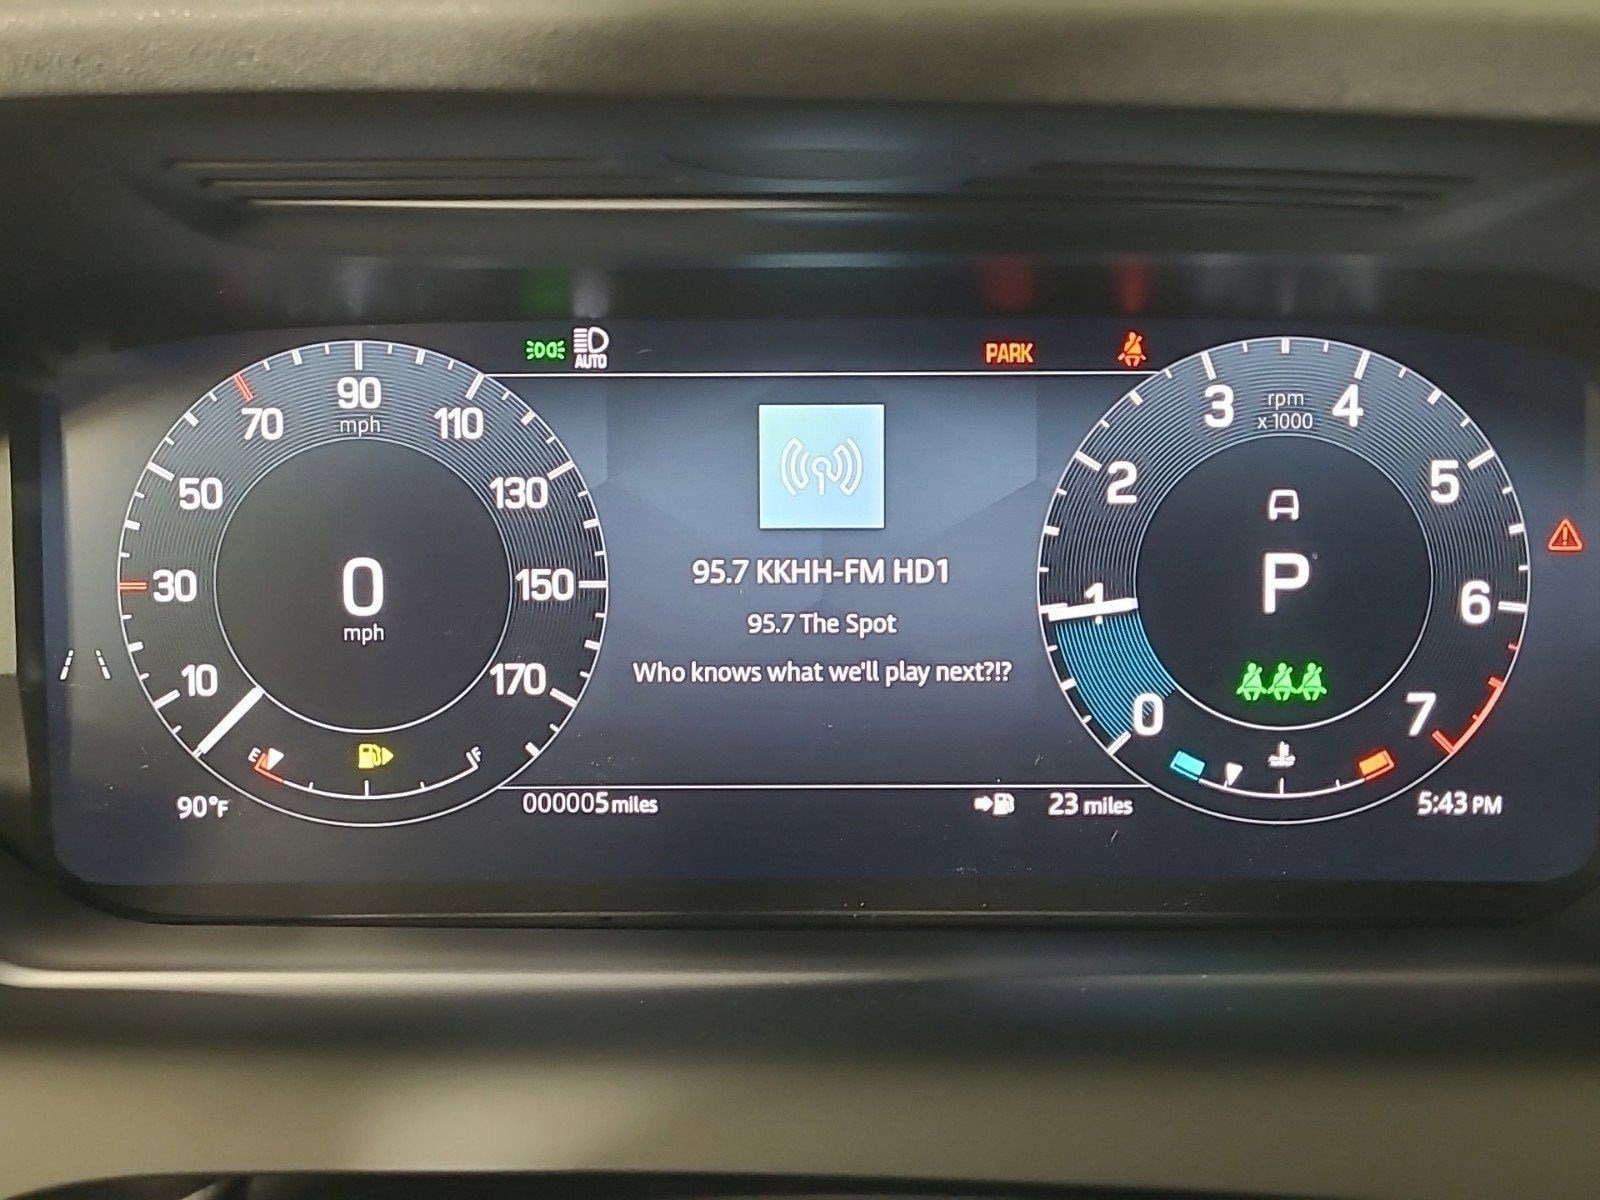 AUTO
PARK
10
30
50
70
90
mph
110
130
150
170
0
mph
E
F
90°F
95.7 KKHH-FM HD1
95.7 The Spot
Who knows what we'll play next?!?
000005 miles
23 miles
0
1
2
3
rpm
x 1000
4
5
6
7
P
5:43 PM